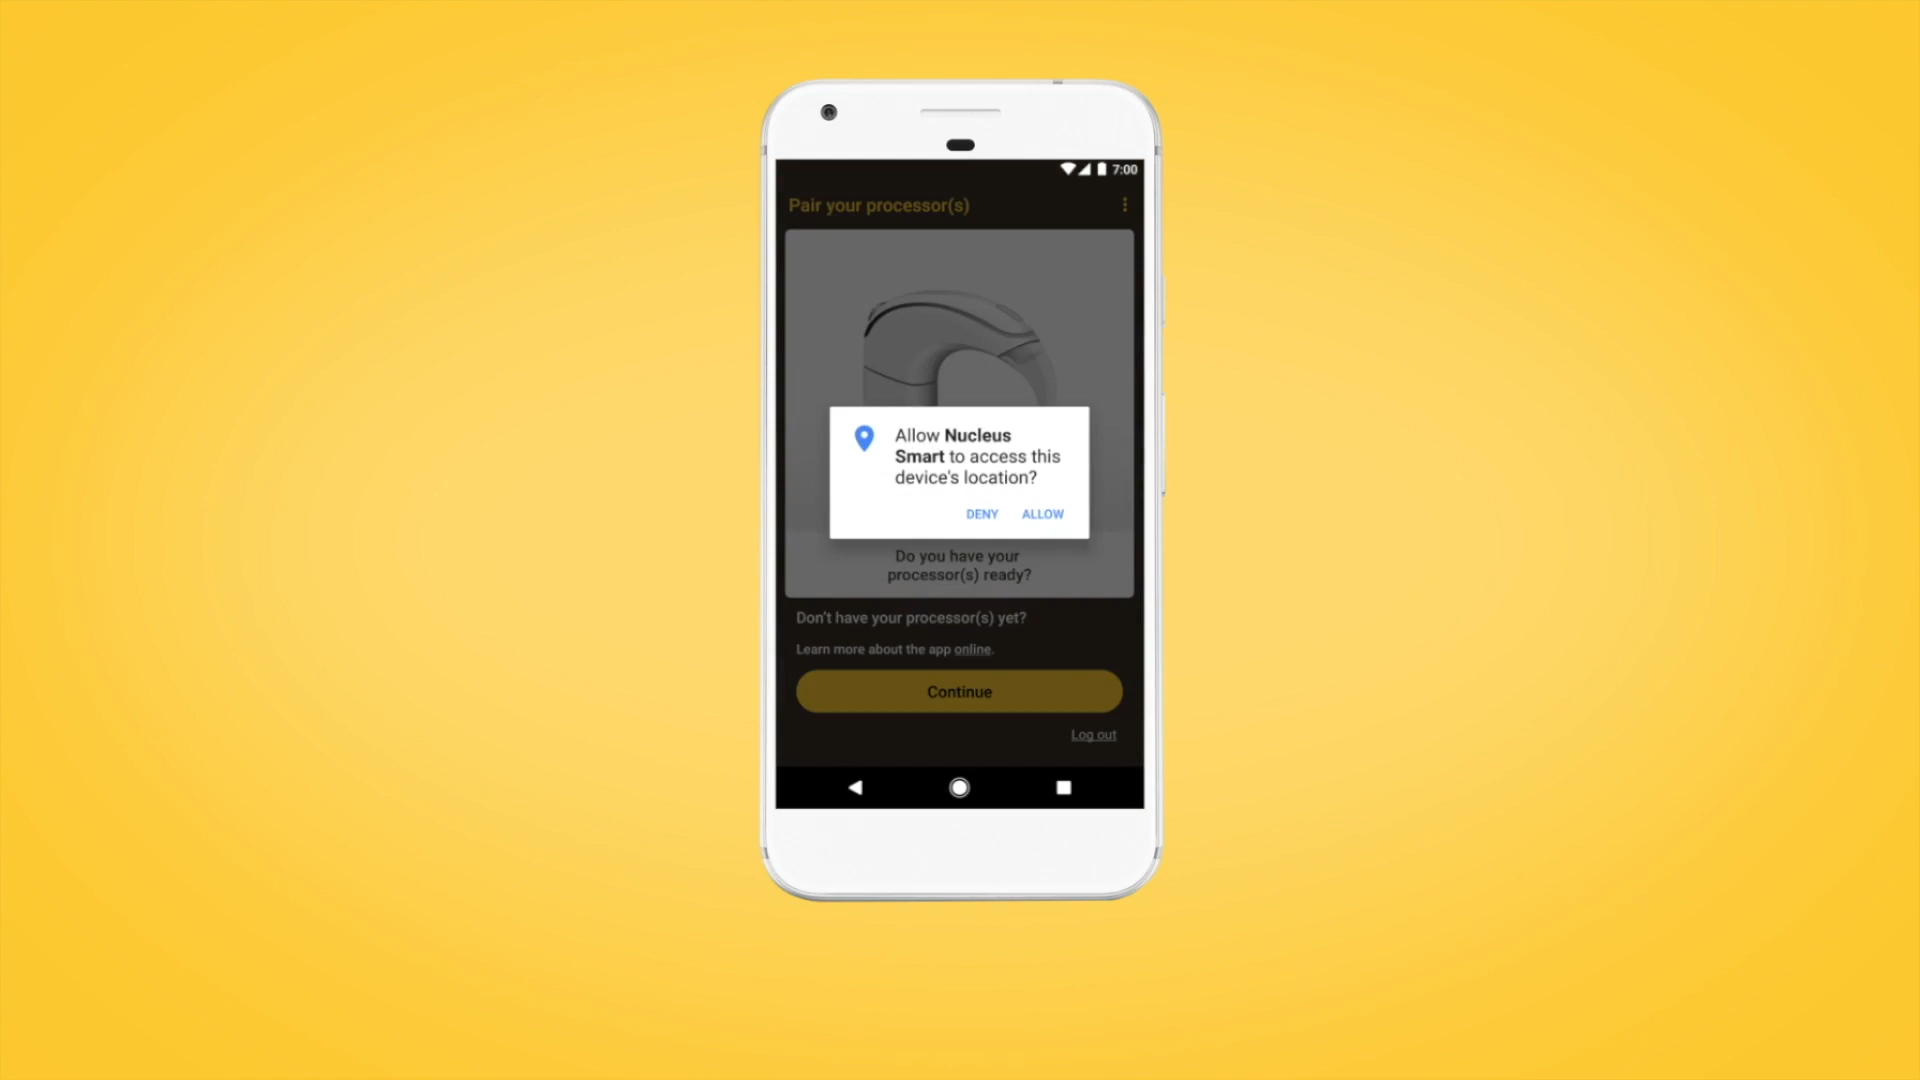 7:00
Pair your processor(s)
Allow Nucleus
Smart to access this
device's location?
DENY ALLOW
Do you have your
processor(s) ready?
Don't have your processor(s) yet?
Learn more about the app online.
Continue
Log out